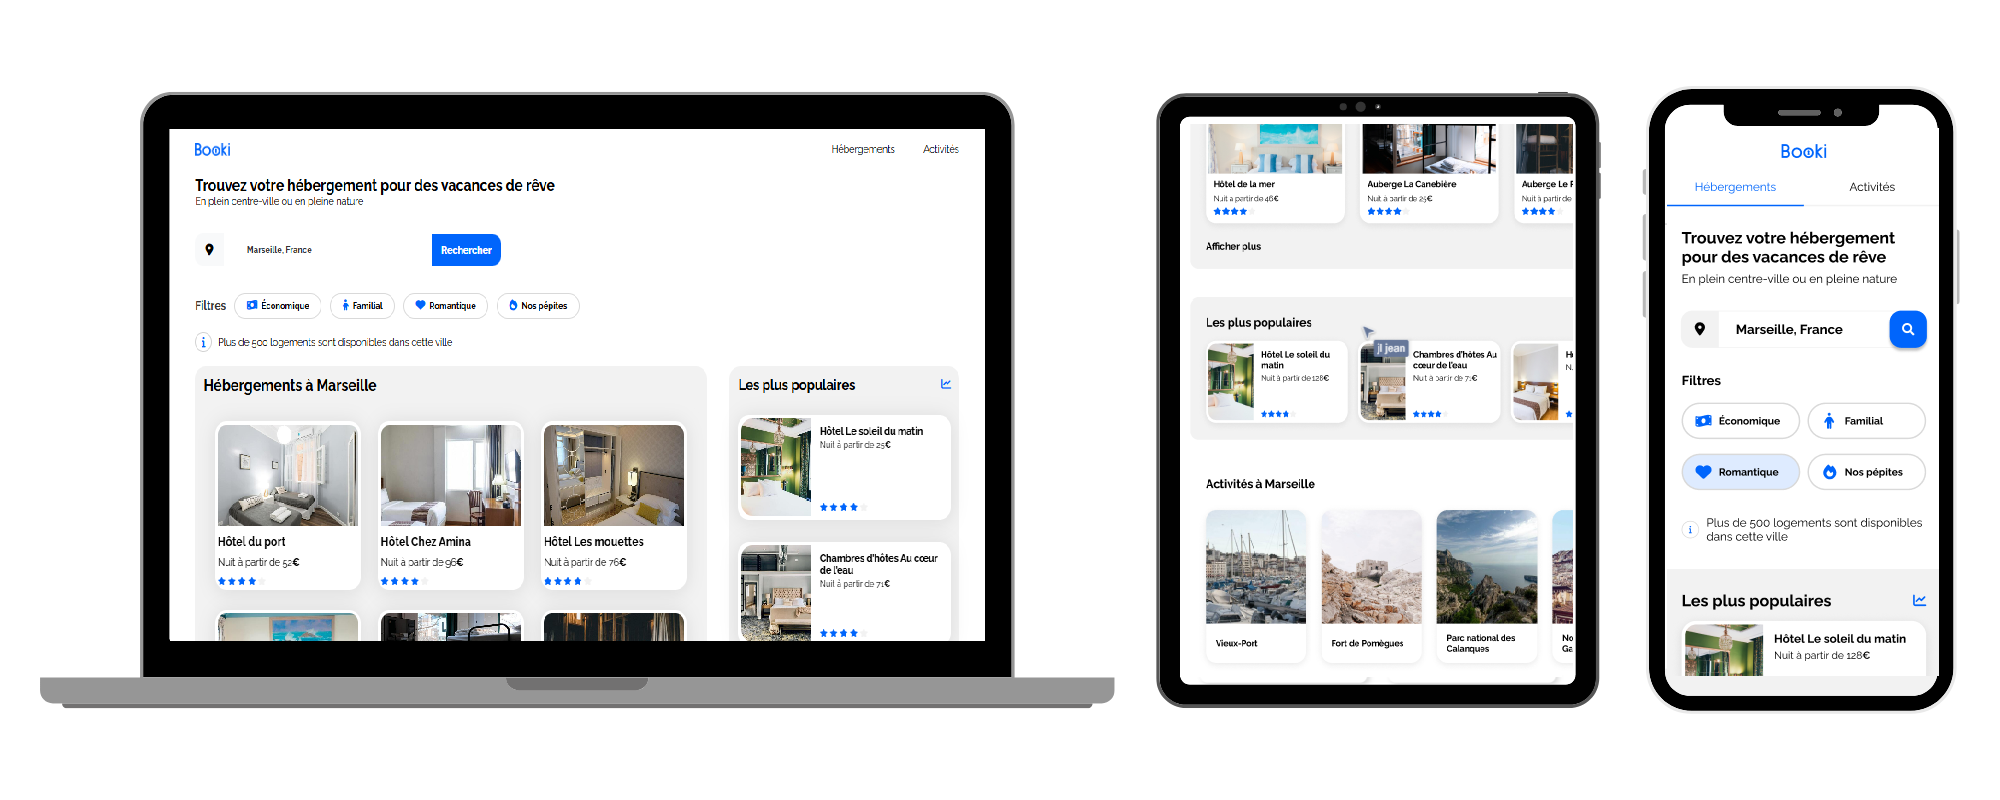 Booki
Hébergements
Activités
Trouvez votre hébergement pour des vacances de rêve
En plein centre-ville ou en pleine nature
Marseille, France
Rechercher
Filtres
Économique
Familial
Romantique
Nos pépites
Plus de 500 logements sont disponibles dans cette ville
Hébergements à Marseille
Hôtel du port
Nuit à partir de 52€
Hôtel Chez Amina
Nuit à partir de 96€
Hôtel Les mouettes
Nuit à partir de 76€
Les plus populaires
Hôtel Le soleil du matin
Nuit à partir de 25€
Chambres d'hôtes Au cœur
de l'eau
Nuit à partir de 71€
Hôtel de la mer
Nuit à partir de 46€
Auberge La Canebière
Nuit à partir de 25€
Auberge Le
Nuit à partir de
Afficher plus
Les plus populaires
Hôtel Le soleil du
matin
Nuit à partir de 128€
jl jean
Chambres d'hôtes Au
cœur de l'eau
Nuit à partir de 71€
Activités à Marseille
Vieux-Port
Fort de Pomègues
Parc national des
Calanques
No
Ga
Booki
Hébergements
Activités
Trouvez votre hébergement
pour des vacances de rêve
En plein centre-ville ou en pleine nature
Marseille, France
Filtres
Économique
Familial
Romantique
Nos pépites
Plus de 500 logements sont disponibles
dans cette ville
Les plus populaires
Hôtel Le soleil du matin
Nuit à partir de 128€